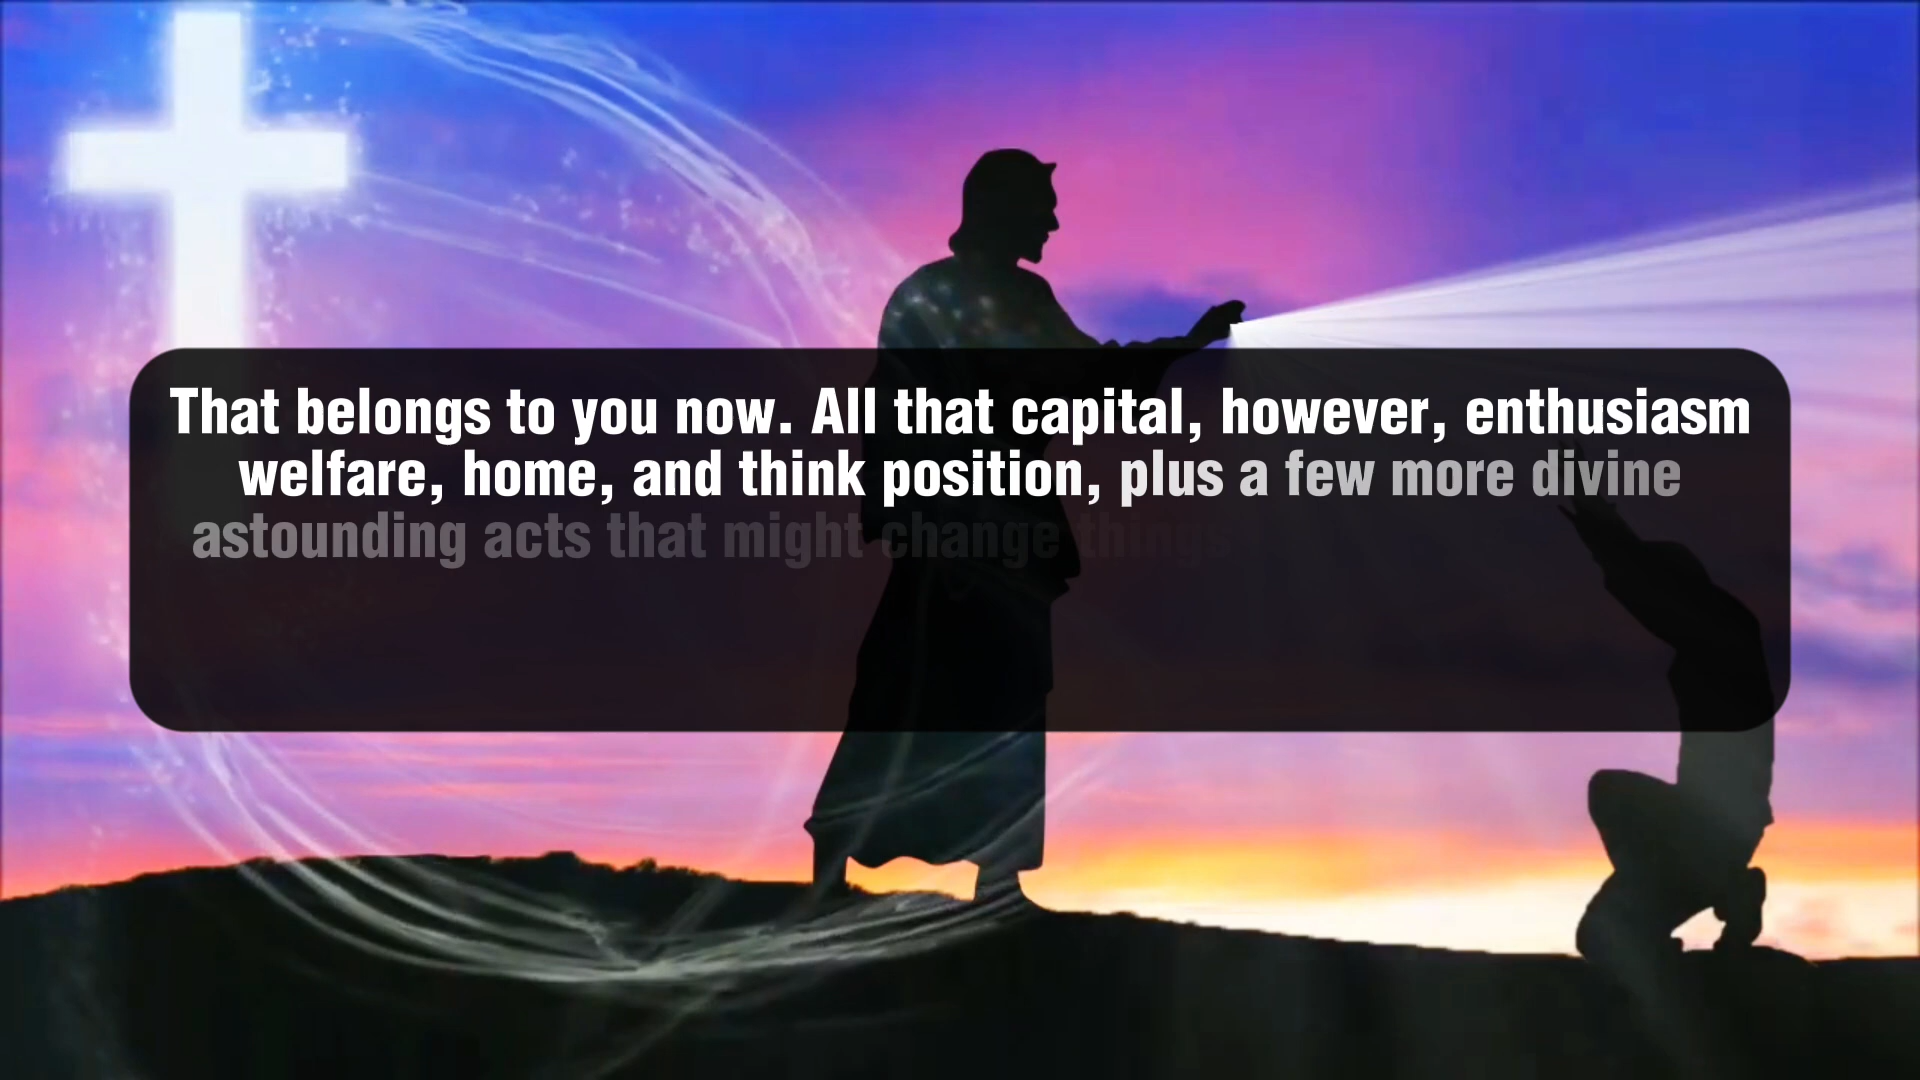 That belongs to you now. All that capital, however, enthusiasm
welfare, home, and think position, plus a few more divine
astounding acts that might change things